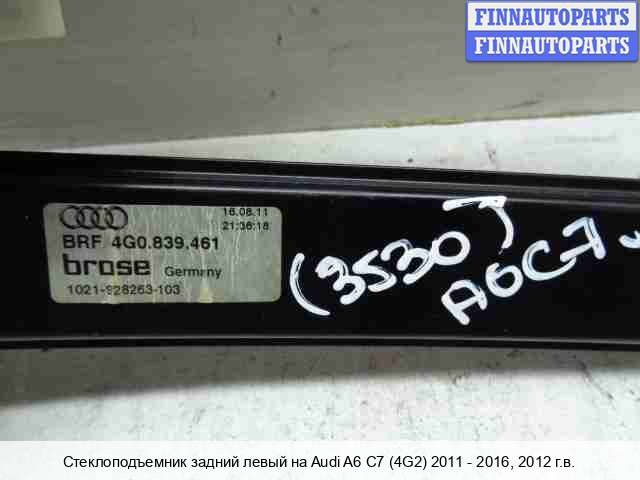 FINNAUTOPARTS
FINNAUTOPARTS
16.08.11
21:36:18
BRF 4G0.839.461
brose Germany
1021-928263-103
(3530)
A6C7
Стеклоподъемник задний левый на Audi A6 C7 (4G2) 2011 - 2016, 2012 г.в.